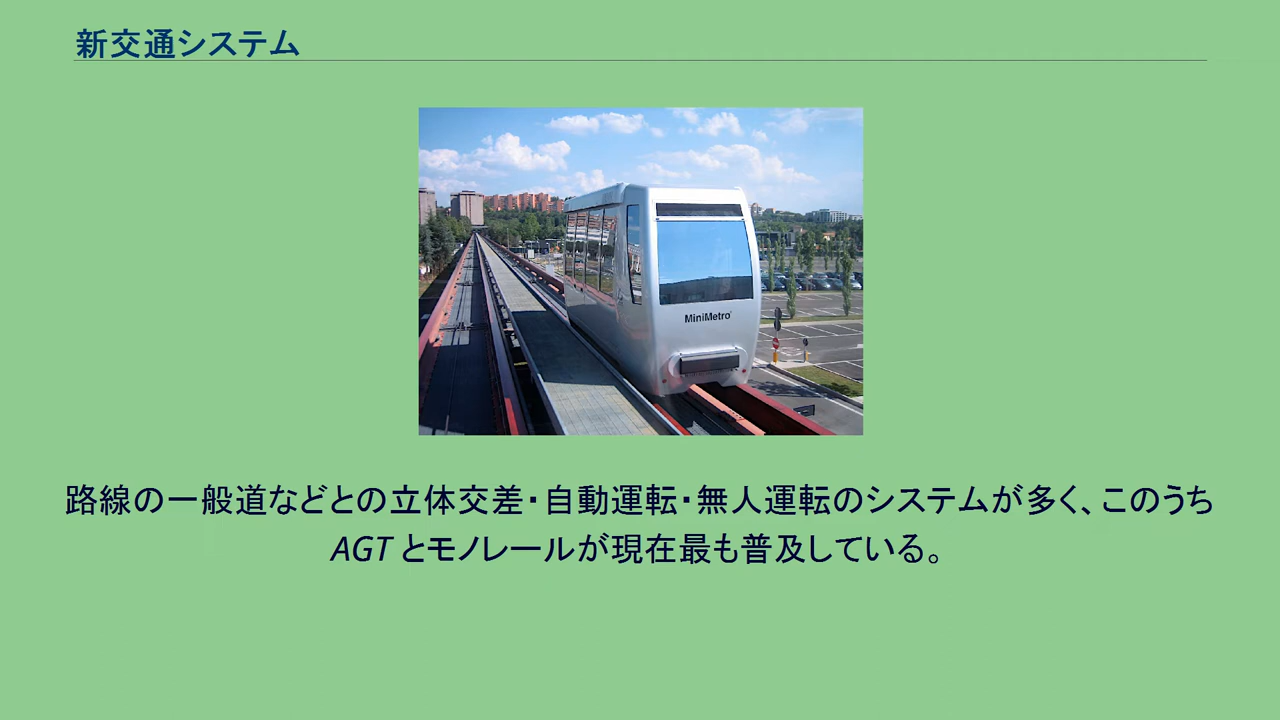 新交通システム
MiniMetro
路線の一般道などとの立体交差・自動運転・無人運転のシステムが多く、このうち
AGT とモノレールが現在最も普及している。